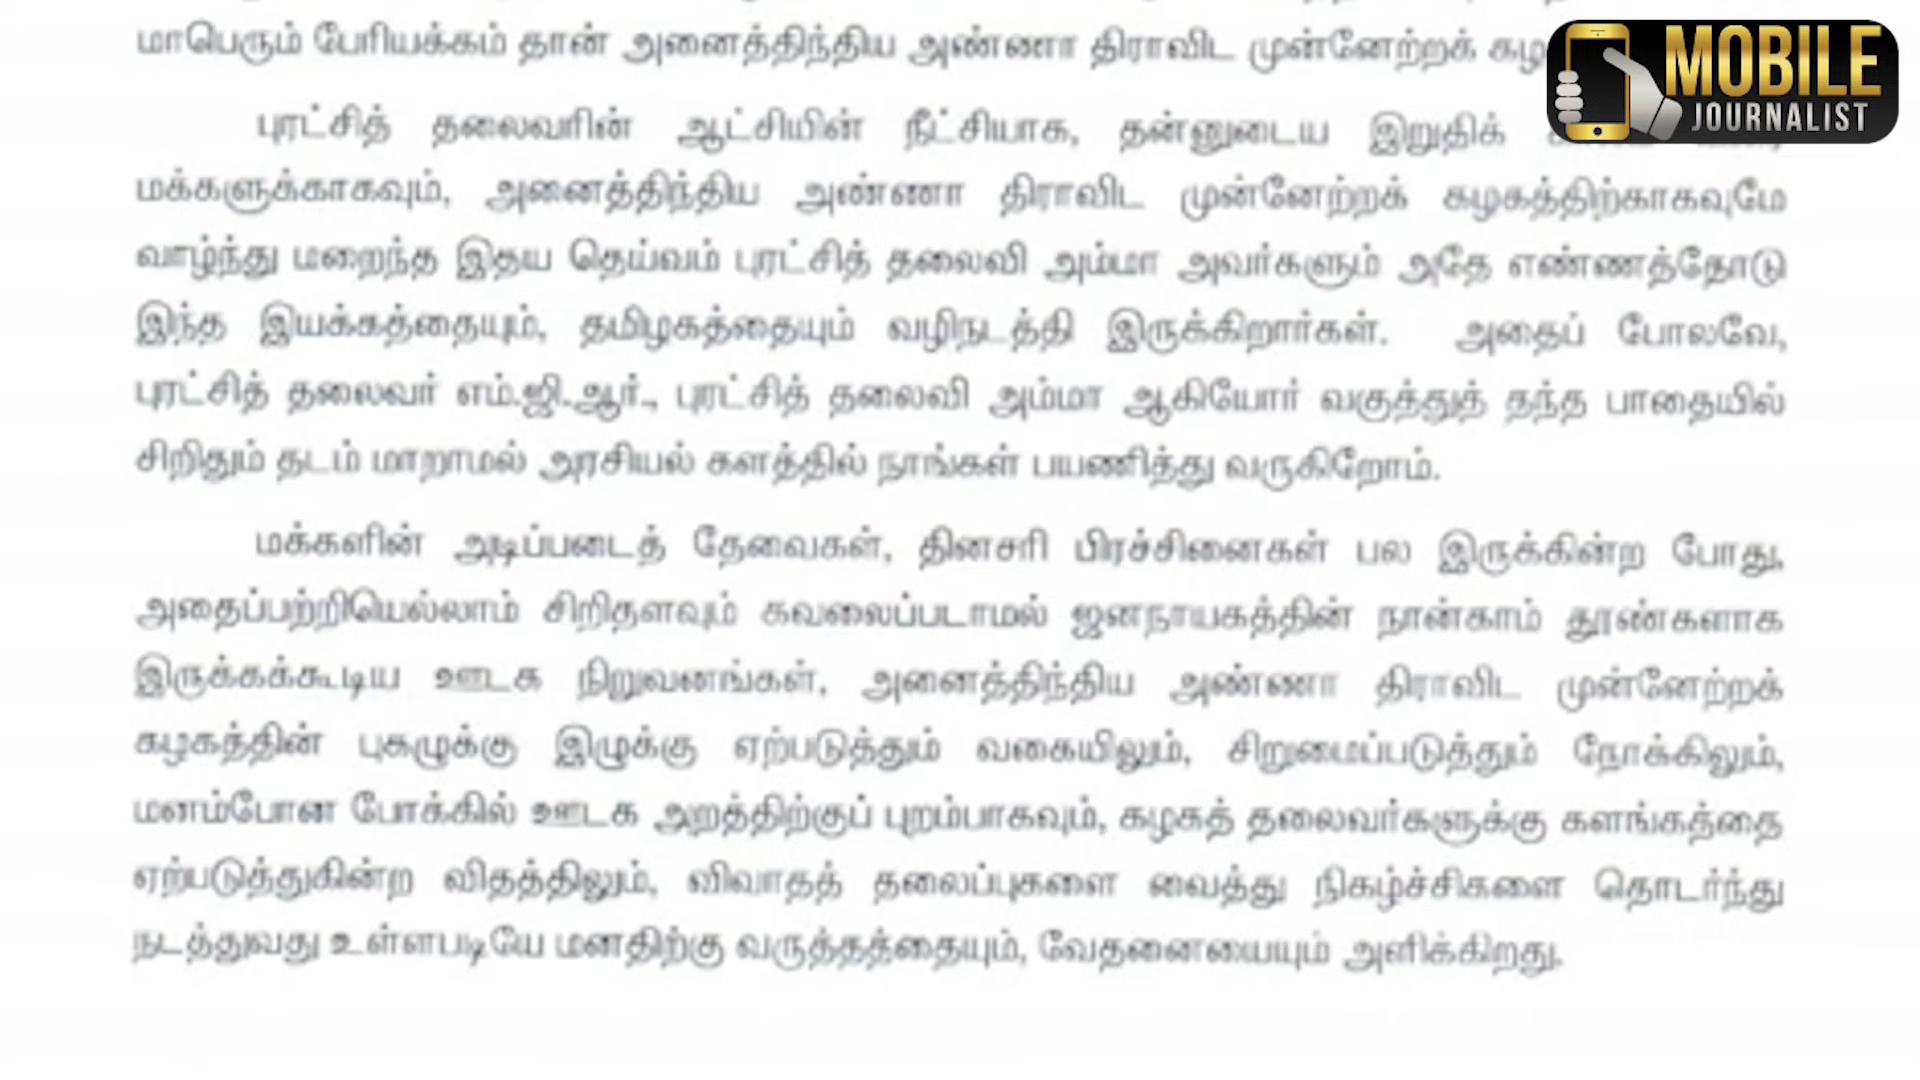 மாபெரும் பேரியக்கம் தான் அனைத்திந்திய அண்ணா திராவிட முன்னேற்றக்
MOBILE
JOURNALIST
புரட்சித் தலைவரின் ஆட்சியின் நீட்சியாக, தன்னுடைய இறுதிக்
மக்களுக்காகவும், அனைத்திந்திய அண்ணா திராவிட முன்னேற்றக் கழகத்திற்காகவுமே
வாழ்ந்து மறைந்த இதய தெய்வம் புரட்சித் தலைவி அம்மா அவர்களும் அதே எண்ணத்தோடு
இந்த இயக்கத்தையும், தமிழகத்தையும் வழிநடத்தி இருக்கிறார்கள். அதைப் போலவே,
புரட்சித் தலைவர் எம்.ஜி.ஆர்., புரட்சித் தலைவி அம்மா ஆகியோர் வகுத்துத் தந்த பாதையில்
சிறிதும் தடம் மாறாமல் அரசியல் களத்தில் நாங்கள் பயணித்து வருகிறோம்.
மக்களின் அடிப்படைத் தேவைகள், தினசரி பிரச்சினைகள் பல இருக்கின்ற போது,
அதைப்பற்றியெல்லாம் சிறிதளவும் கவலைப்படாமல் ஜனநாயகத்தின் நான்காம் தூண்களாக
இருக்கக்கூடிய ஊடக நிறுவனங்கள், அனைத்திந்திய அண்ணா திராவிட முன்னேற்றக்
கழகத்தின் புகழுக்கு இழுக்கு ஏற்படுத்தும் வகையிலும், சிறுமைப்படுத்தும் நோக்கிலும்,
மனம்போன போக்கில் ஊடக அறத்திற்குப் புறம்பாகவும், கழகத் தலைவர்களுக்கு களங்கத்தை
ஏற்படுத்துகின்ற விதத்திலும், விவாதத் தலைப்புகளை வைத்து நிகழ்ச்சிகளை தொடர்ந்து
நடத்துவது உள்ளபடியே மனதிற்கு வருத்தத்தையும், வேதனையையும் அளிக்கிறது.